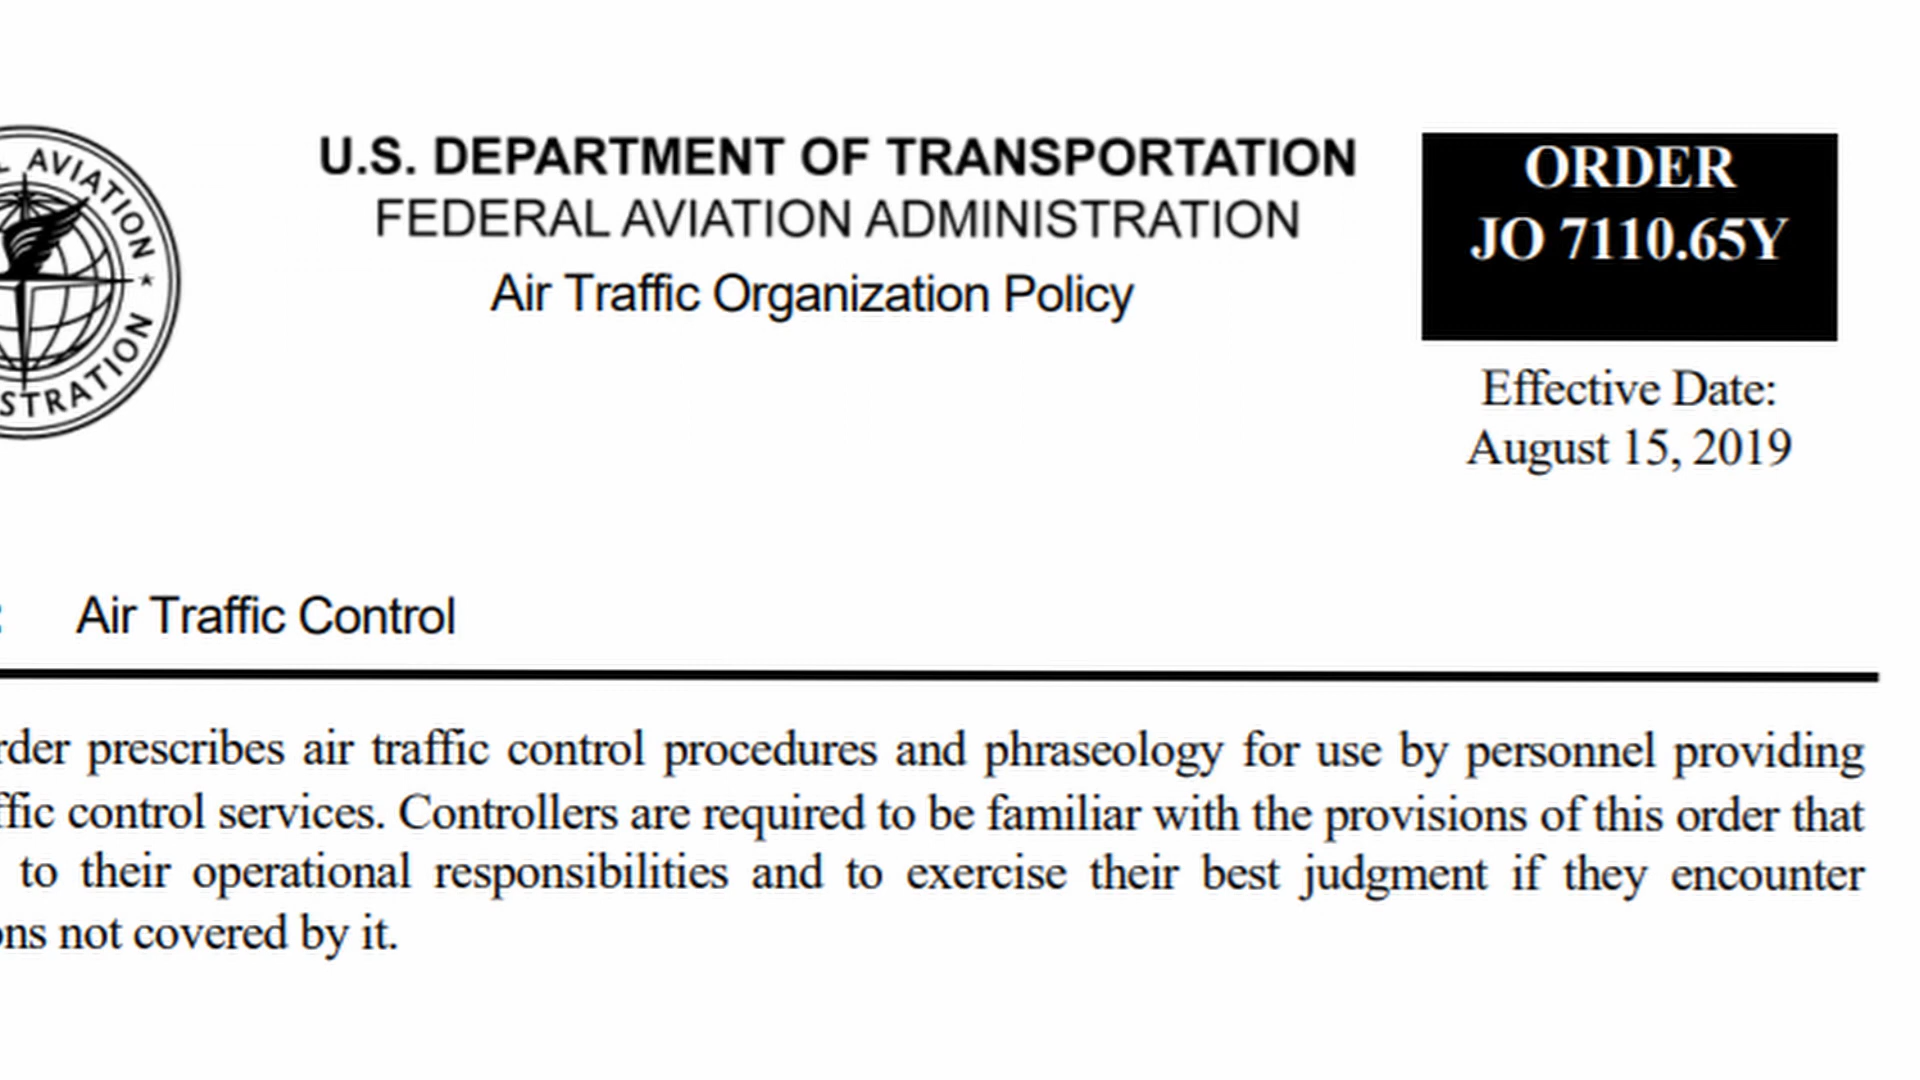 L AVIATION ★
STRATION
U.S. DEPARTMENT OF TRANSPORTATION
FEDERAL AVIATION ADMINISTRATION
Air Traffic Organization Policy
ORDER
JO 7110.65Y
Effective Date:
August 15, 2019
: Air Traffic Control
rder prescribes air traffic control procedures and phraseology for use by personnel providing
ffic control services. Controllers are required to be familiar with the provisions of this order that
to their operational responsibilities and to exercise their best judgment if they encounter
ons not covered by it.